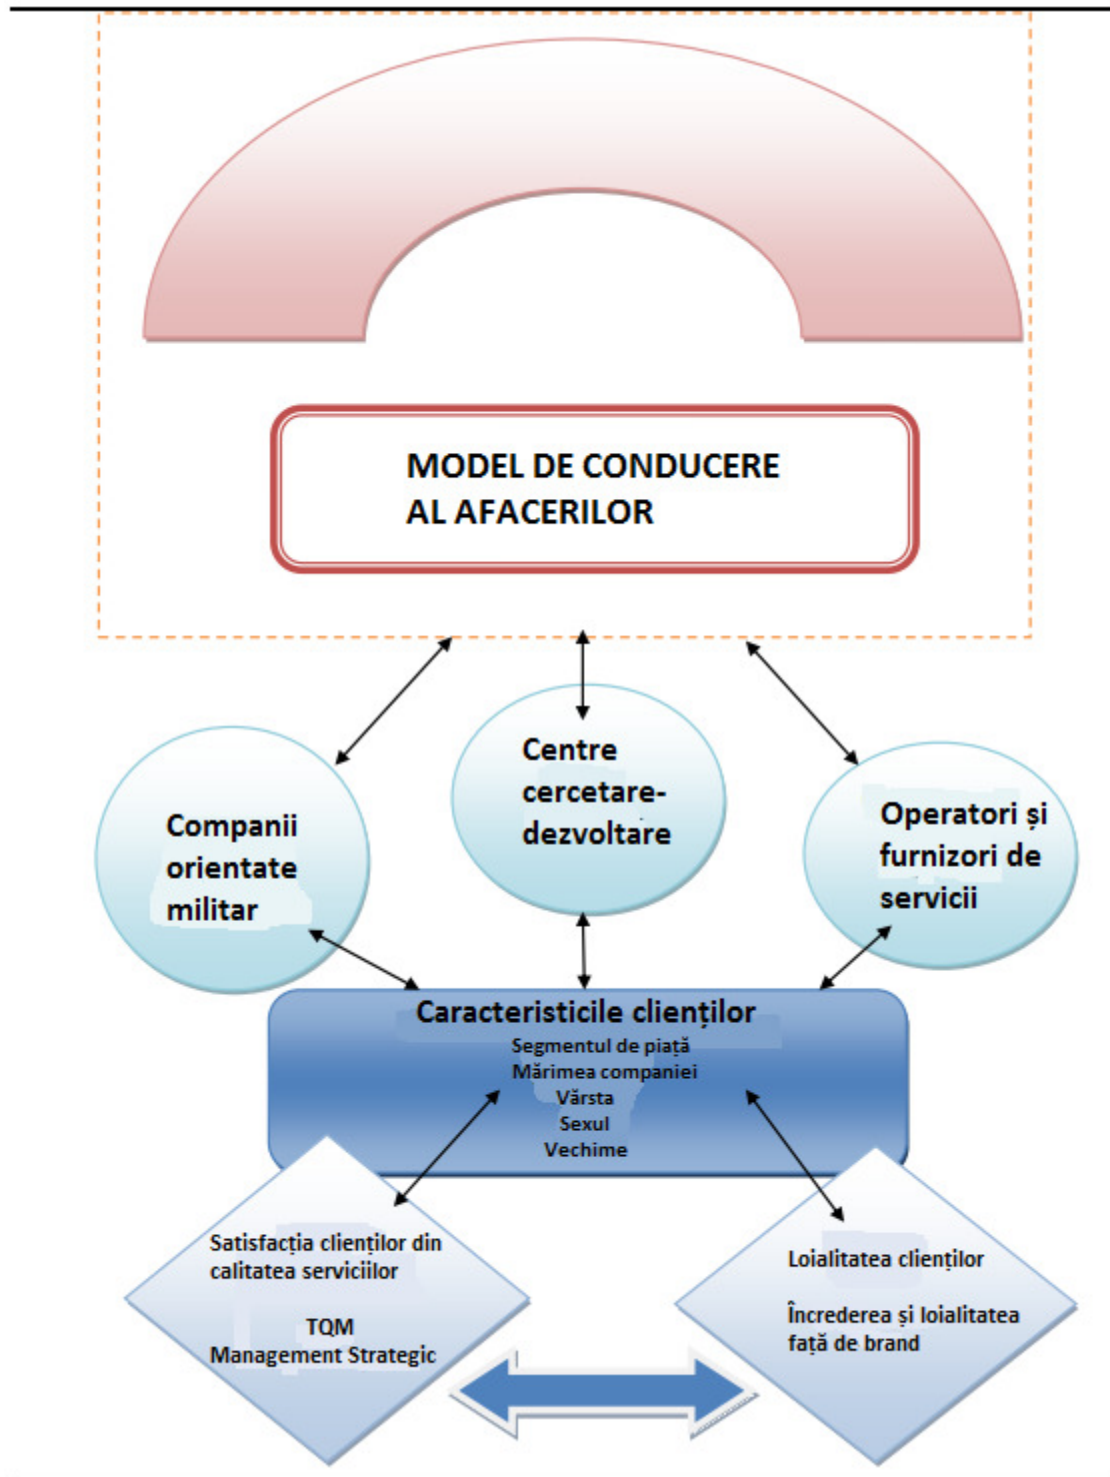 MODEL DE CONDUCERE
AL AFACERILOR
Companii
orientate
militar
Centre
cercetare-
dezvoltare
Operatori și
furnizori de
servicii
Caracteristicile clienților
Segmentul de piață
Mărimea companiei
Vărsta
Sexul
Vechime
Satisfacția clienților din
calitatea serviciilor
TQM
Management Strategic
Loialitatea clienților
Încrederea și loialitatea
față de brand